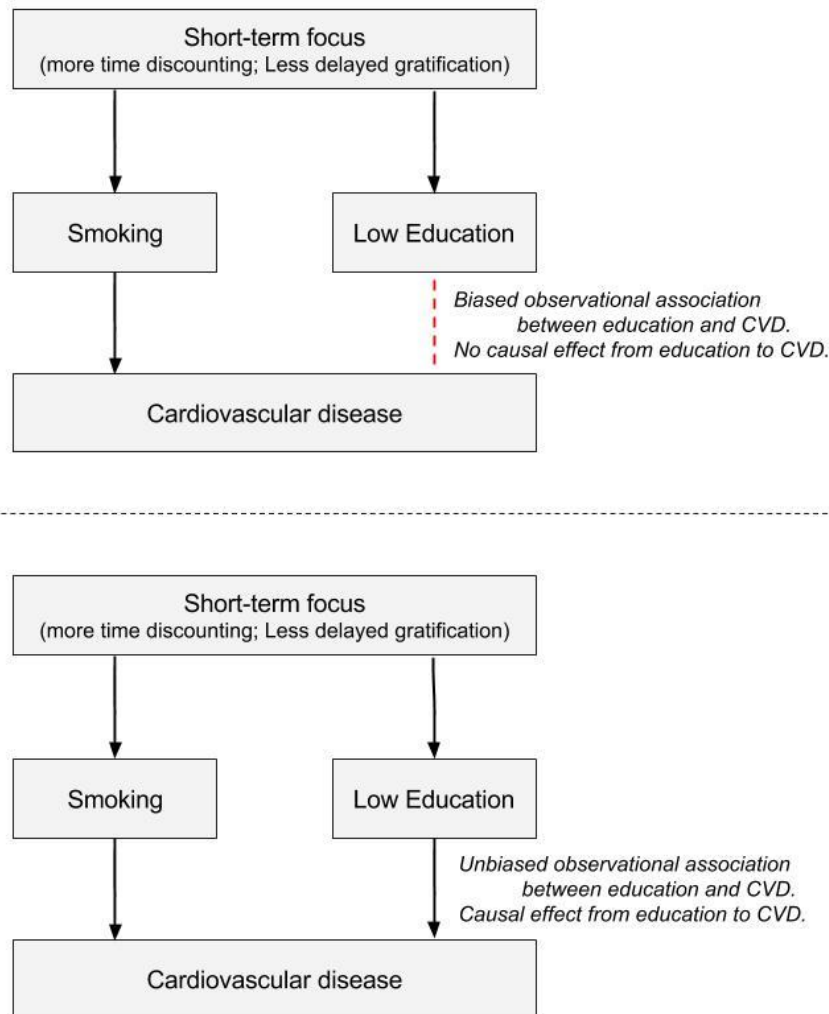 Short-term focus
(more time discounting; Less delayed gratification)
Smoking
Low Education
Biased observational association
between education and CVD.
No causal effect from education to CVD.
Cardiovascular disease
Short-term focus
(more time discounting; Less delayed gratification)
Smoking
Low Education
Unbiased observational association
between education and CVD.
Causal effect from education to CVD.
Cardiovascular disease